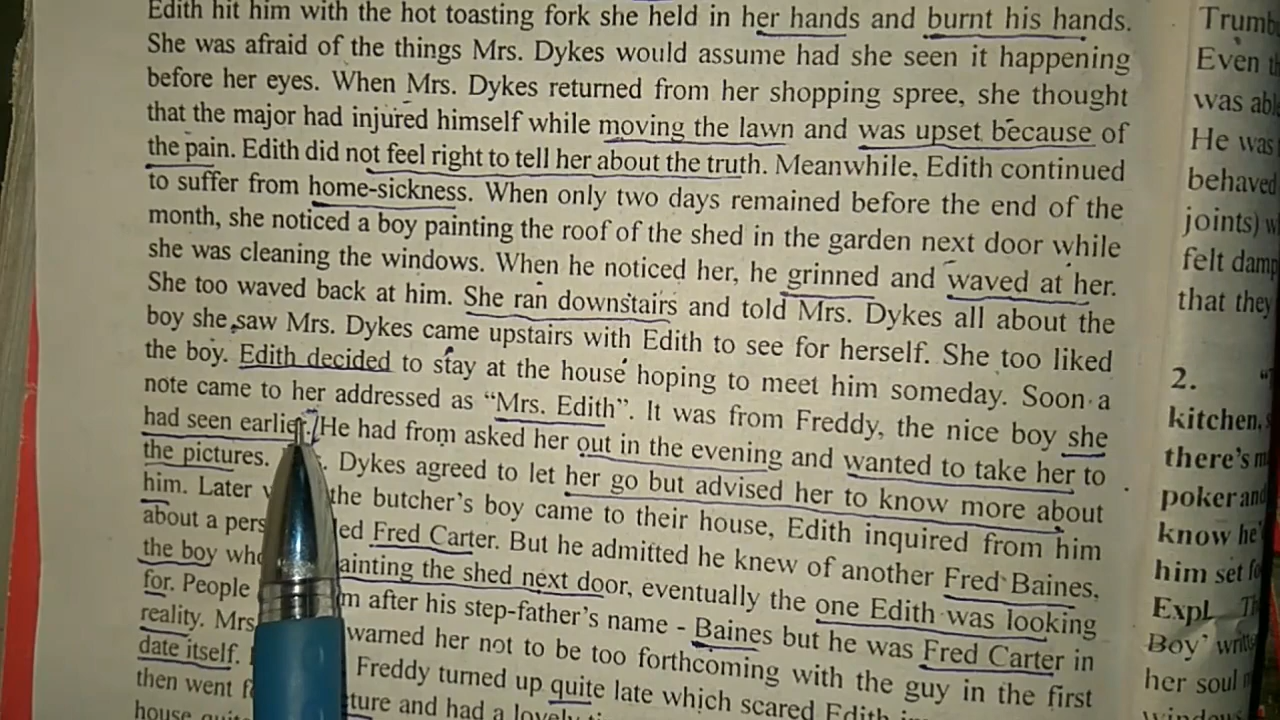 Edith hit him with the hot toasting fork she held in her hands and burnt his hands.
She was afraid of the things Mrs. Dykes would assume had she seen it happening
before her eyes. When Mrs. Dykes returned from her shopping spree, she thought
that the major had injured himself while moving the lawn and was upset because of
the pain. Edith did not feel right to tell her about the truth. Meanwhile, Edith continued
to suffer from home-sickness. When only two days remained before the end of the
month, she noticed a boy painting the roof of the shed in the garden next door while
she was cleaning the windows. When he noticed her, he grinned and waved at her.
She too waved back at him. She ran downstairs and told Mrs. Dykes all about the
boy she saw Mrs. Dykes came upstairs with Edith to see for herself. She too liked
the boy. Edith decided to stay at the house hoping to meet him someday. Soon a
note came to her addressed as “Mrs. Edith”. It was from Freddy, the nice boy she
had seen earlier. He had from asked her out in the evening and wanted to take her to
the pictures. Dykes agreed to let her go but advised her to know more about
him. Later the butcher's boy came to their house, Edith inquired from him
about a Fred Carter. But he admitted he knew of another Fred Baines,
the boy the shed next door, eventually the one Edith was looking
for. People after his step-father's name - Baines but he was Fred Carter in
reality. warned her not to be too forthcoming with the guy in the first
date itself. Freddy turned up quite late which scared Edith
then went and had a
house
Trumb
Even
was
He was
behaved
joints)
felt damp
that they
2.
kitchen,
there's
poker and
know he'
him set
Expl
Boy'
her soul